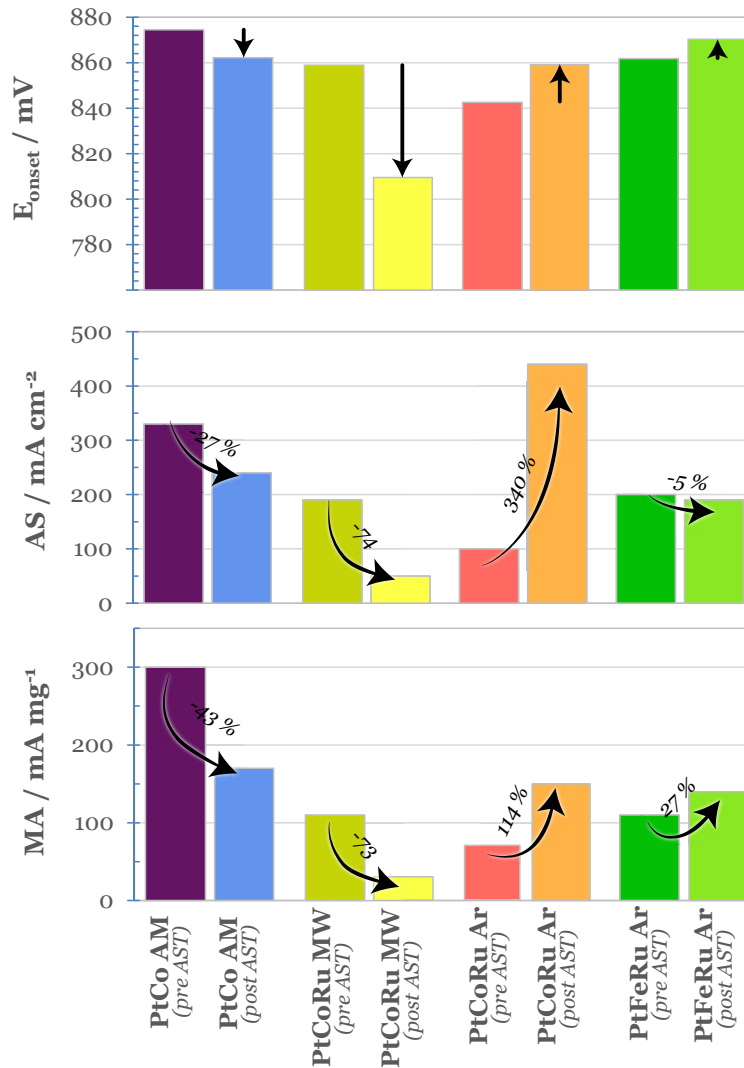 E_onset / mV
880
860
840
820
800
780
AS / mA cm⁻²
500
400
300
200
100
0
-27 %
-74
340 %
-5 %
MA / mA mg⁻¹
300
200
100
0
-43 %
-73
114 %
27 %
PtCo AM
(pre AST)
PtCo AM
(post AST)
PtCoRu MW
(pre AST)
PtCoRu MW
(post AST)
PtCoRu Ar
(pre AST)
PtCoRu Ar
(post AST)
PtFeRu Ar
(pre AST)
PtFeRu Ar
(post AST)